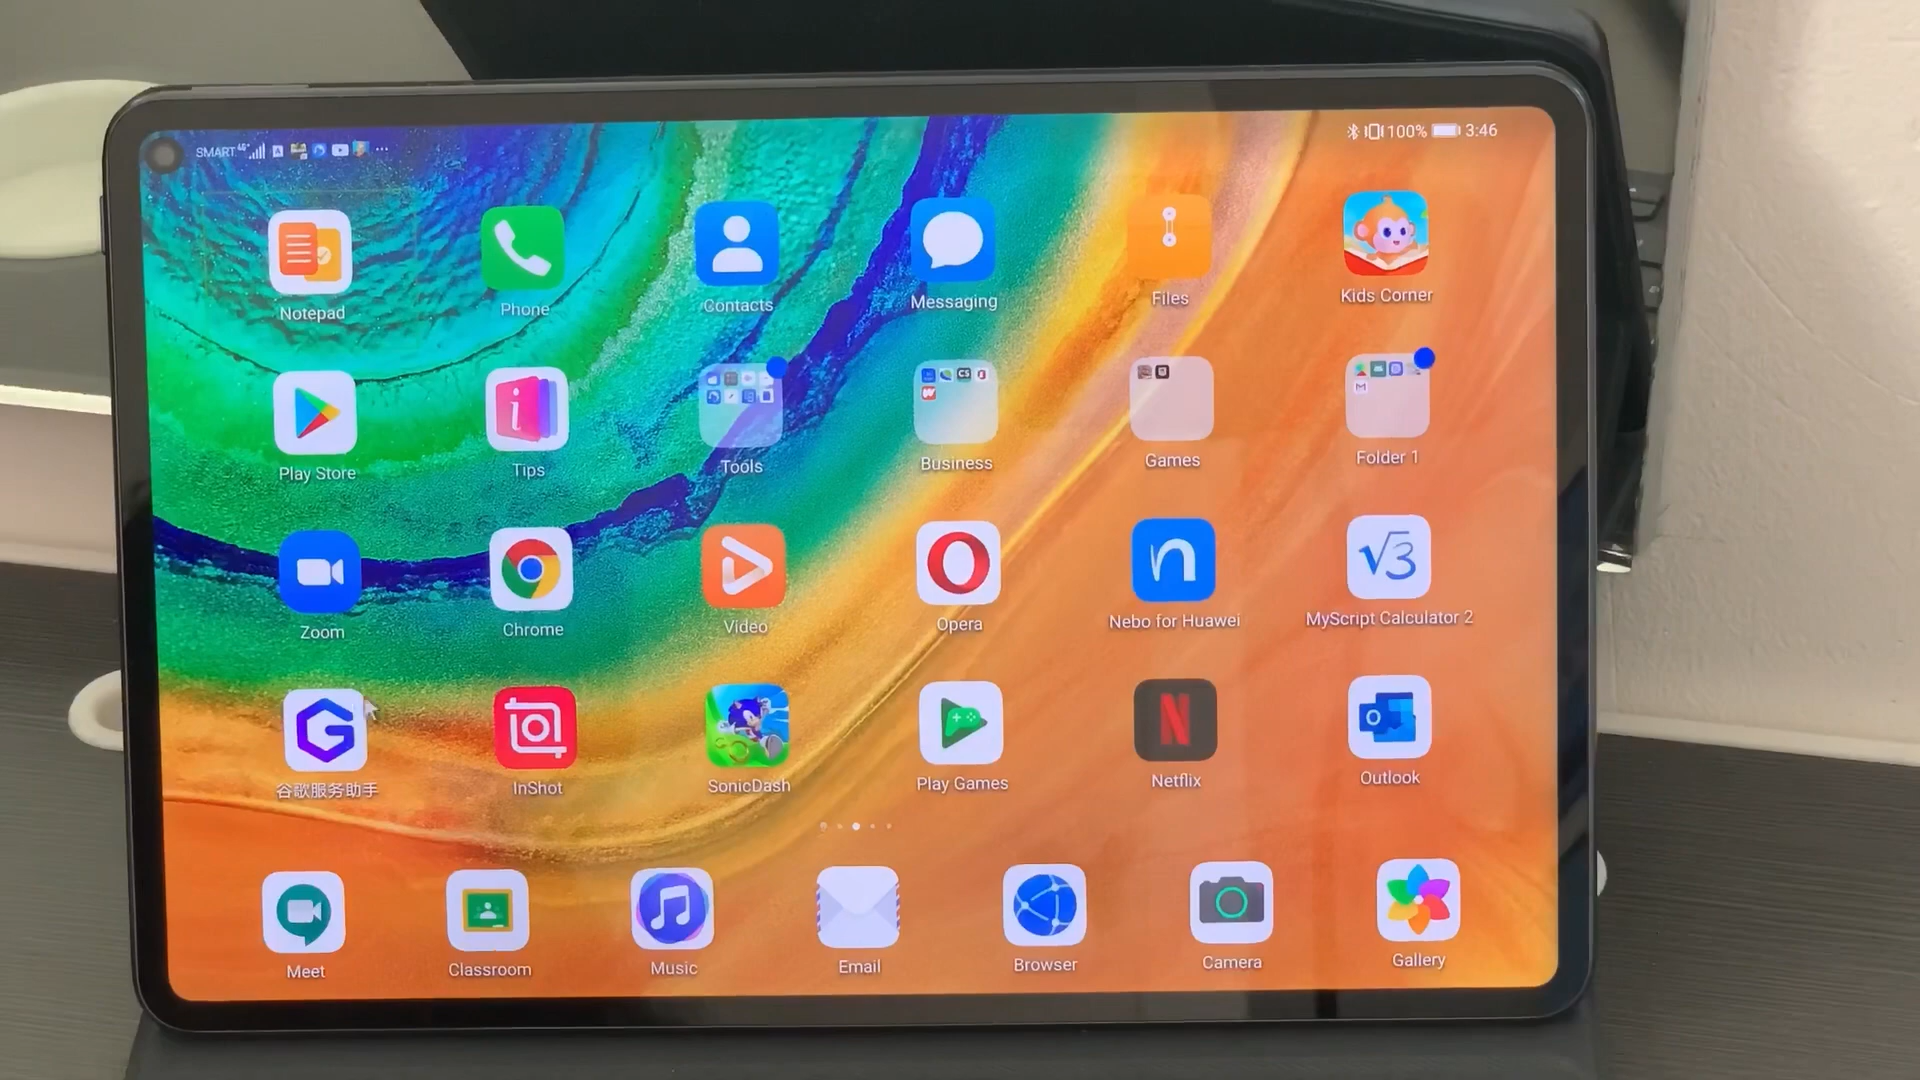 SMART 4G+
100% 3:46
Notepad Phone Contacts Messaging Files Kids Corner
Play Store Tips Tools Business Games Folder 1
Zoom Chrome Video Opera Nebo for Huawei MyScript Calculator 2
谷歌服务助手 InShot SonicDash Play Games Netflix Outlook
Meet Classroom Music Email Browser Camera Gallery